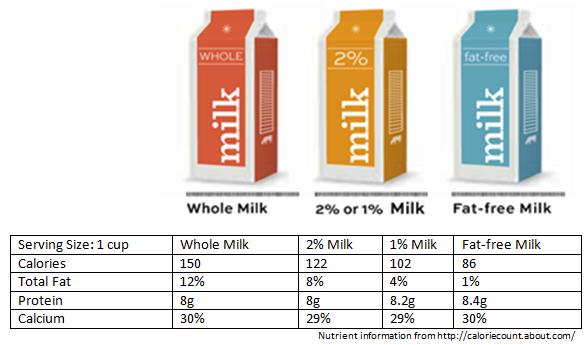 WHOLE
milk
2%
milk
fat-free
milk
Whole Milk
2% or 1% Milk
Fat-free Milk
Serving Size: 1 cup Whole Milk 2% Milk 1% Milk Fat-free Milk
Calories 150 122 102 86
Total Fat 12% 8% 4% 1%
Protein 8g 8g 8.2g 8.4g
Calcium 30% 29% 29% 30%
Nutrient information from http://caloriecount.about.com/